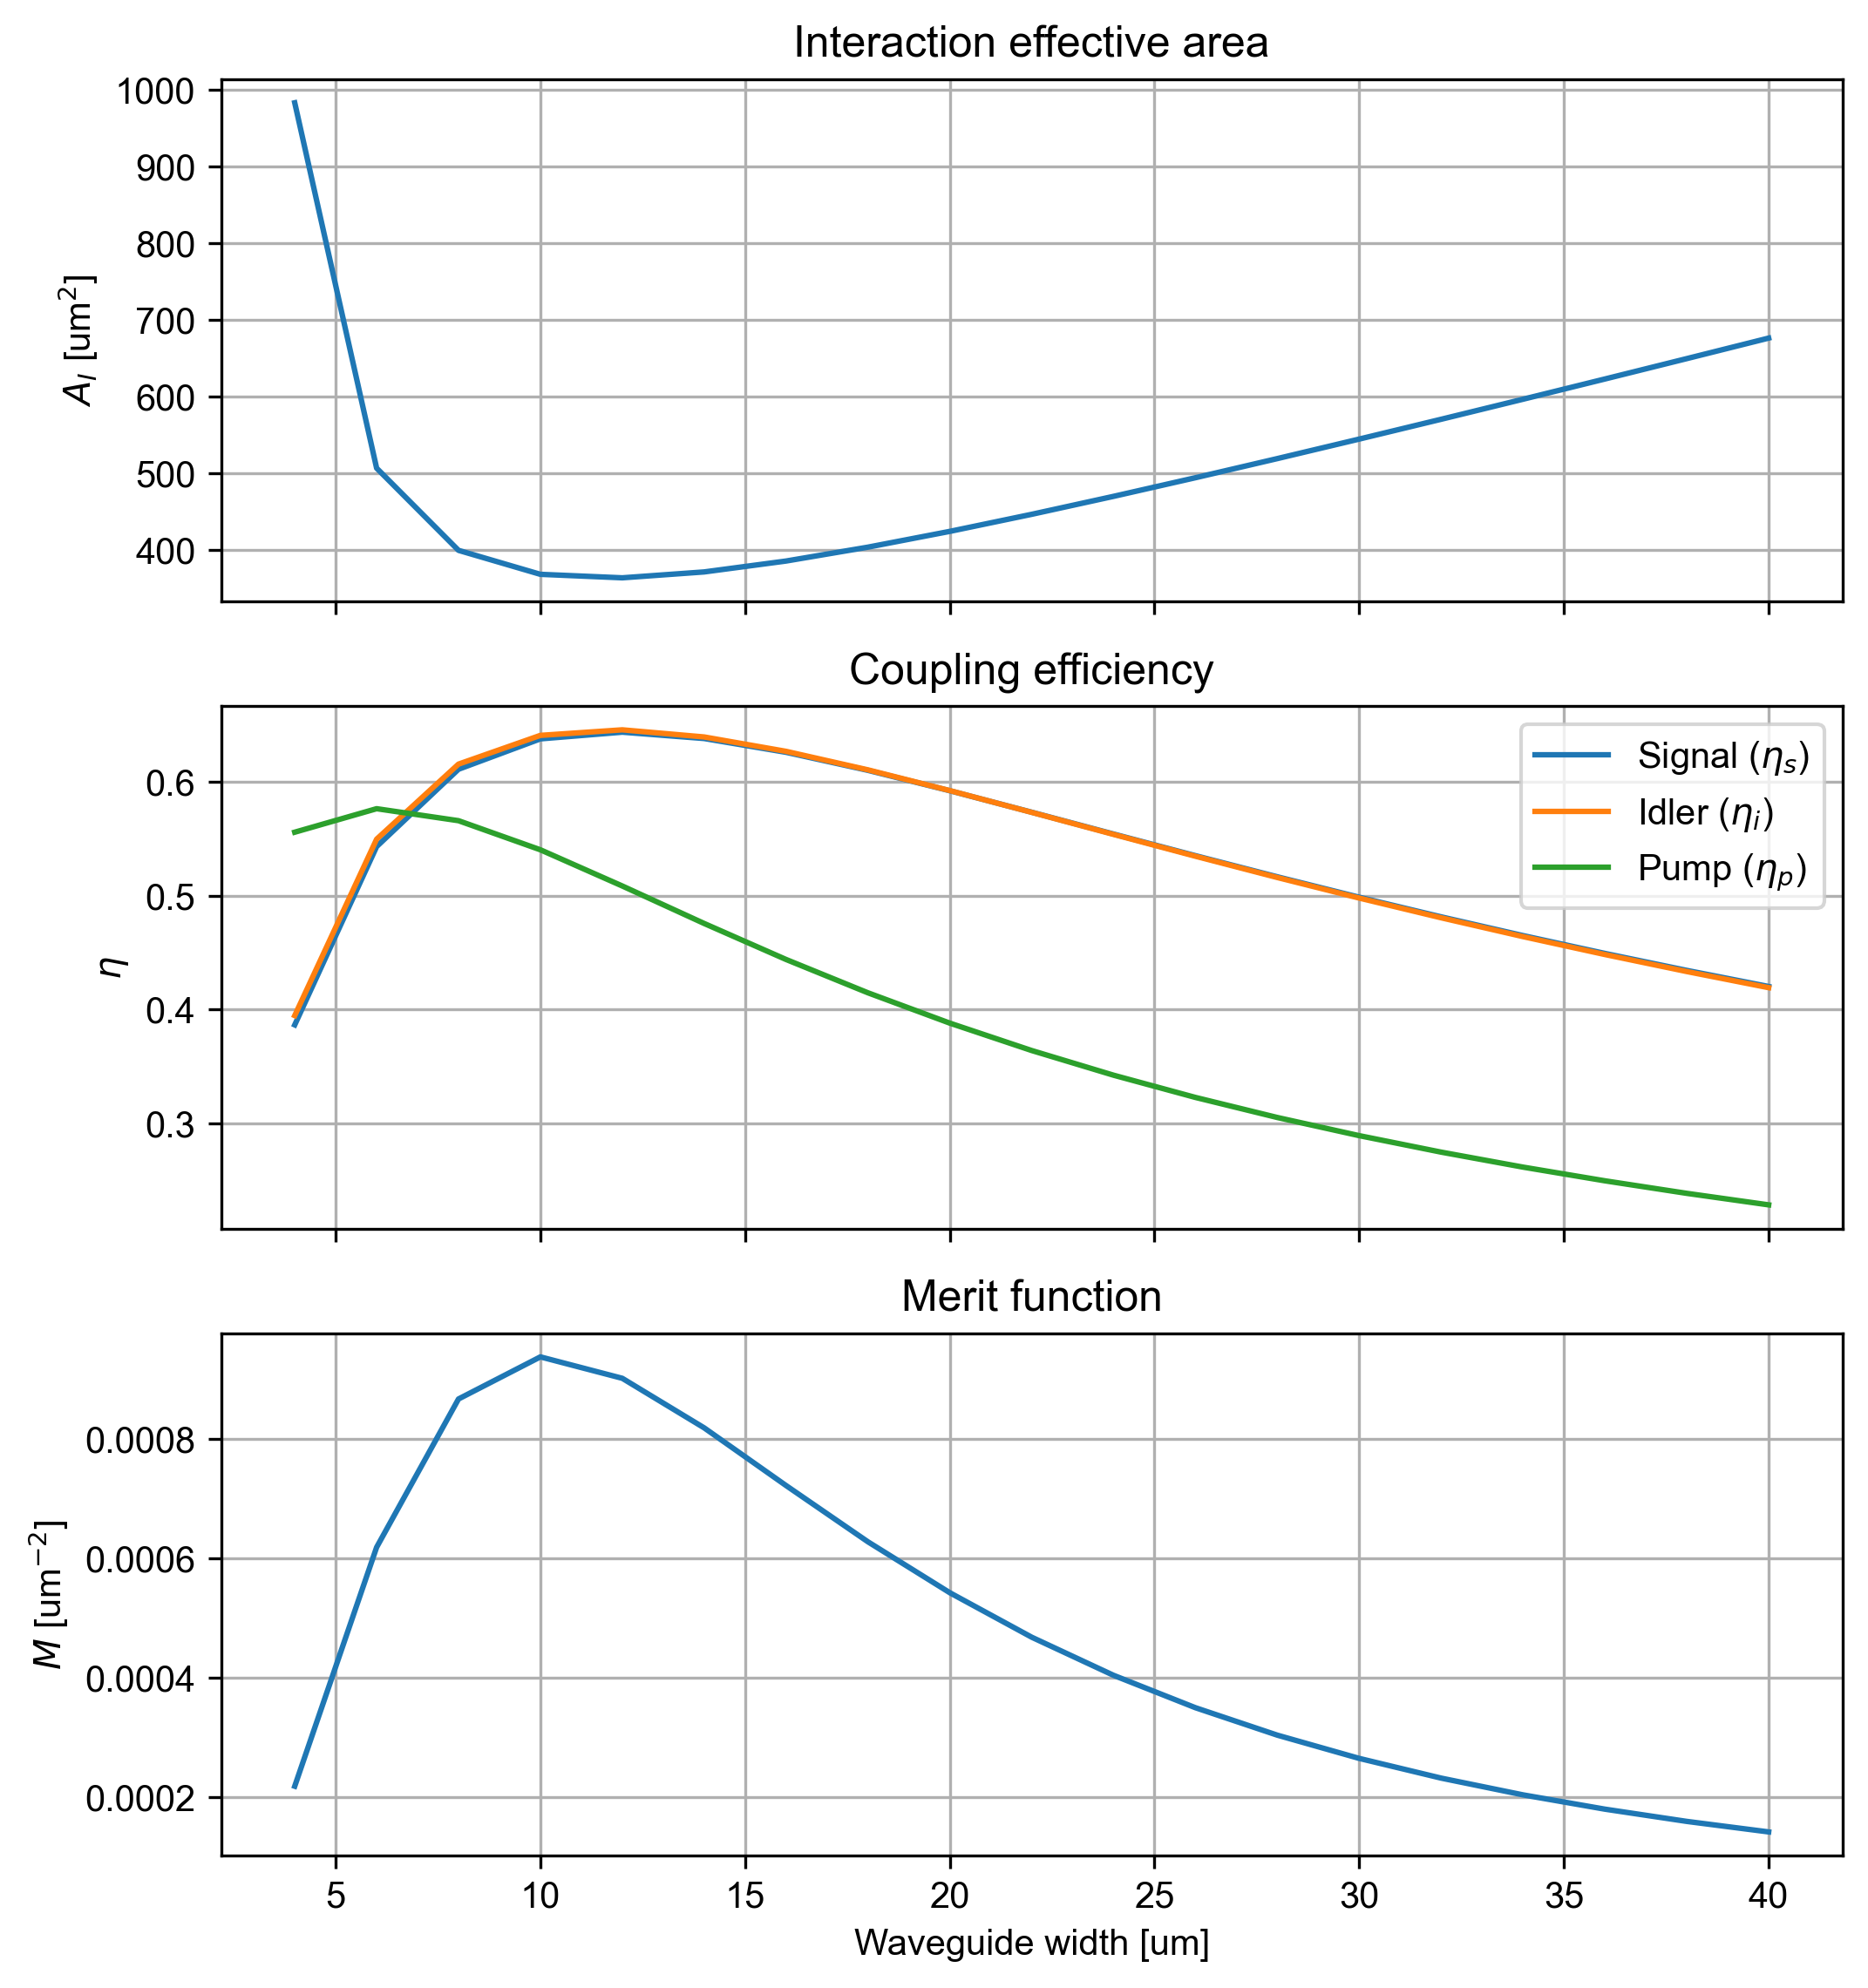 Interaction effective area
1000
900
800
700
600
500
400
A_I [um²]
Coupling efficiency
0.6
0.5
0.4
0.3
η
Signal (η_s)
Idler (η_i)
Pump (η_p)
Merit function
0.0008
0.0006
0.0004
0.0002
M [um⁻²]
5 10 15 20 25 30 35 40
Waveguide width [um]